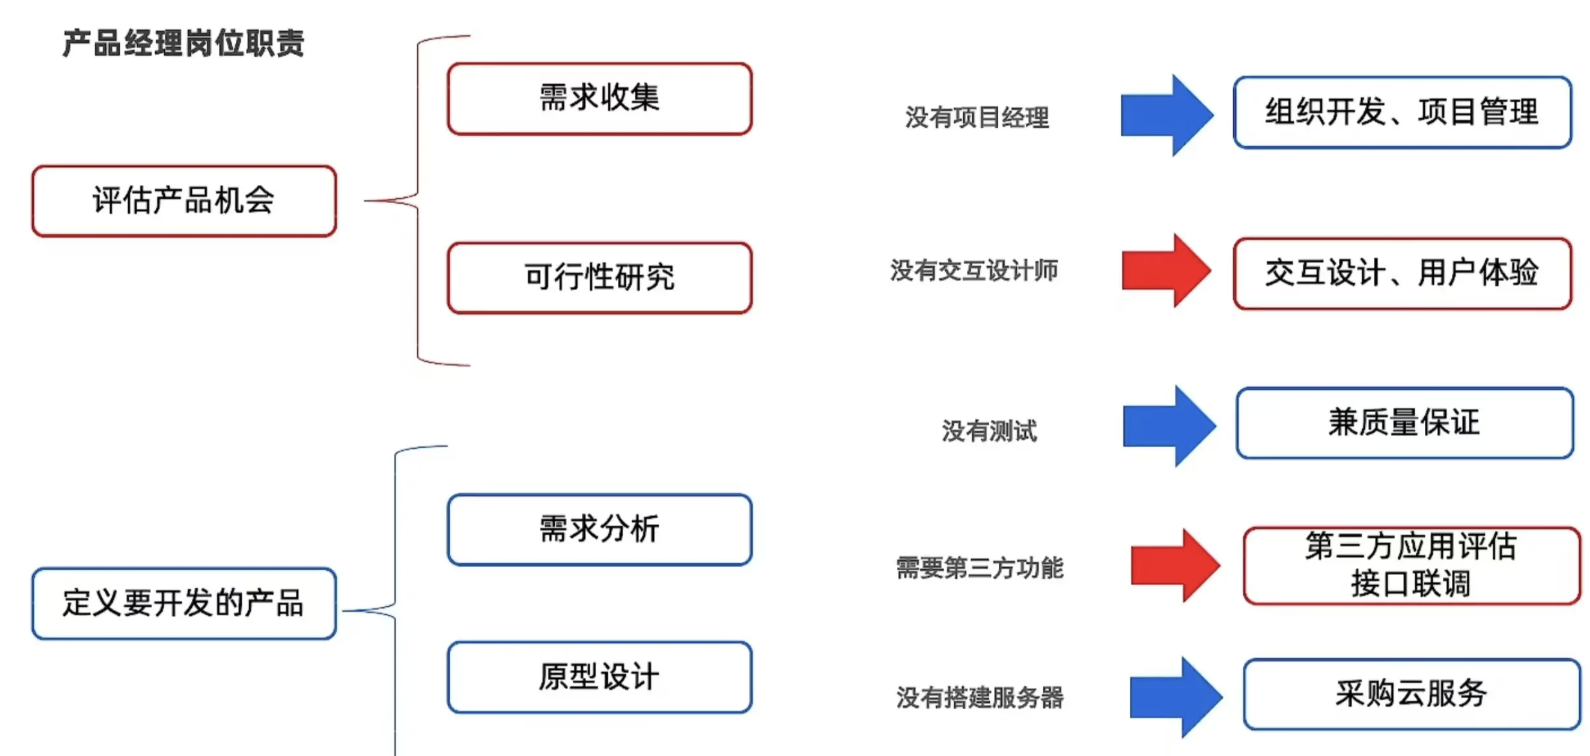 产品经理岗位职责
评估产品机会
需求收集
可行性研究
定义要开发的产品
需求分析
原型设计
没有项目经理
组织开发、项目管理
没有交互设计师
交互设计、用户体验
没有测试
兼质量保证
需要第三方功能
第三方应用评估
接口联调
没有搭建服务器
采购云服务